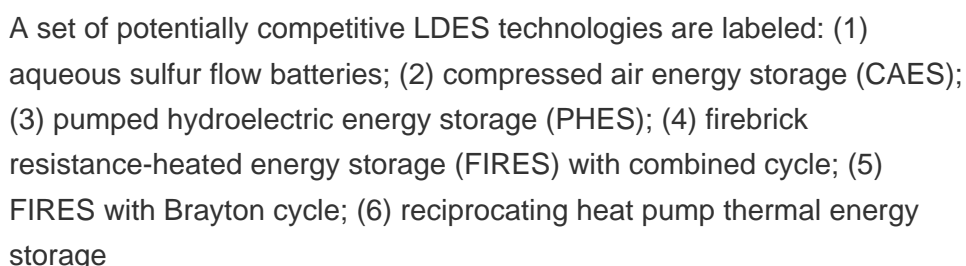 A set of potentially competitive LDES technologies are labeled: (1)
aqueous sulfur flow batteries; (2) compressed air energy storage (CAES);
(3) pumped hydroelectric energy storage (PHES); (4) firebrick
resistance-heated energy storage (FIRES) with combined cycle; (5)
FIRES with Brayton cycle; (6) reciprocating heat pump thermal energy
storage